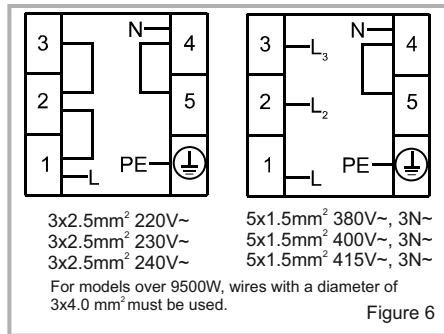 3
2
1
L
N
4
5
PE
3
L₃
2
L₂
1
L
N
4
5
PE
3x2.5mm² 220V~
3x2.5mm² 230V~
3x2.5mm² 240V~
5x1.5mm² 380V~, 3N~
5x1.5mm² 400V~, 3N~
5x1.5mm² 415V~, 3N~
For models over 9500W, wires with a diameter of
3x4.0 mm² must be used.
Figure 6